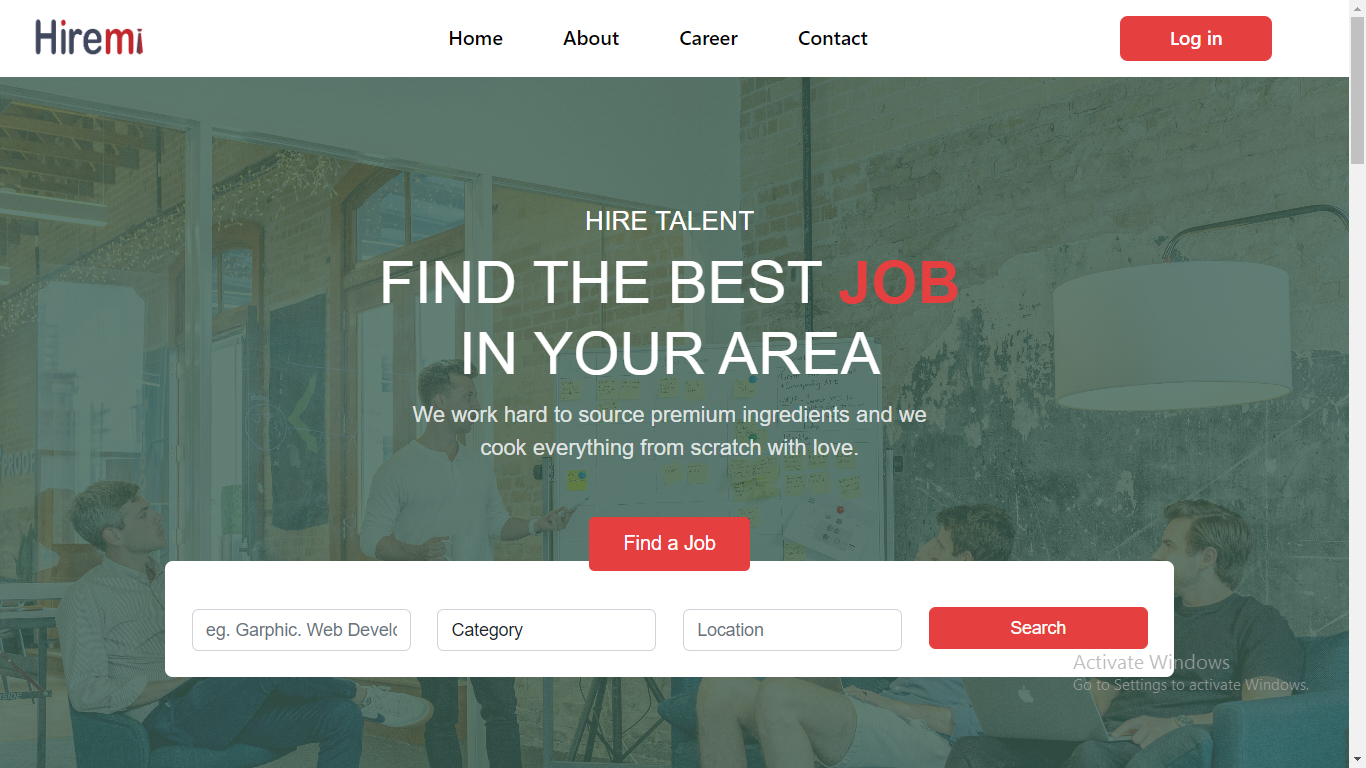 Hiremi
Home
About
Career
Contact
Log in
HIRE TALENT
FIND THE BEST JOB
IN YOUR AREA
We work hard to source premium ingredients and we
cook everything from scratch with love.
Find a Job
eg. Garphic. Web Develo
Category
Location
Search
Activate Windows
Go to Settings to activate Windows.